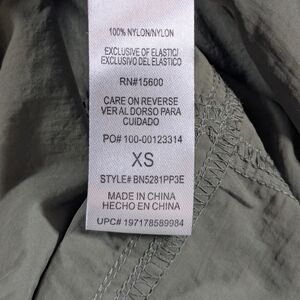 100% NYLON/NYLON
EXCLUSIVE OF ELASTIC/
EXCLUSIVO DEL ELASTICO
RN#15600
CARE ON REVERSE
VER AL DORSO PARA
CUIDADO
PO# 100-00123314
XS
STYLE# BN5281PP3E
MADE IN CHINA
HECHO EN CHINA
UPC# 197178589984